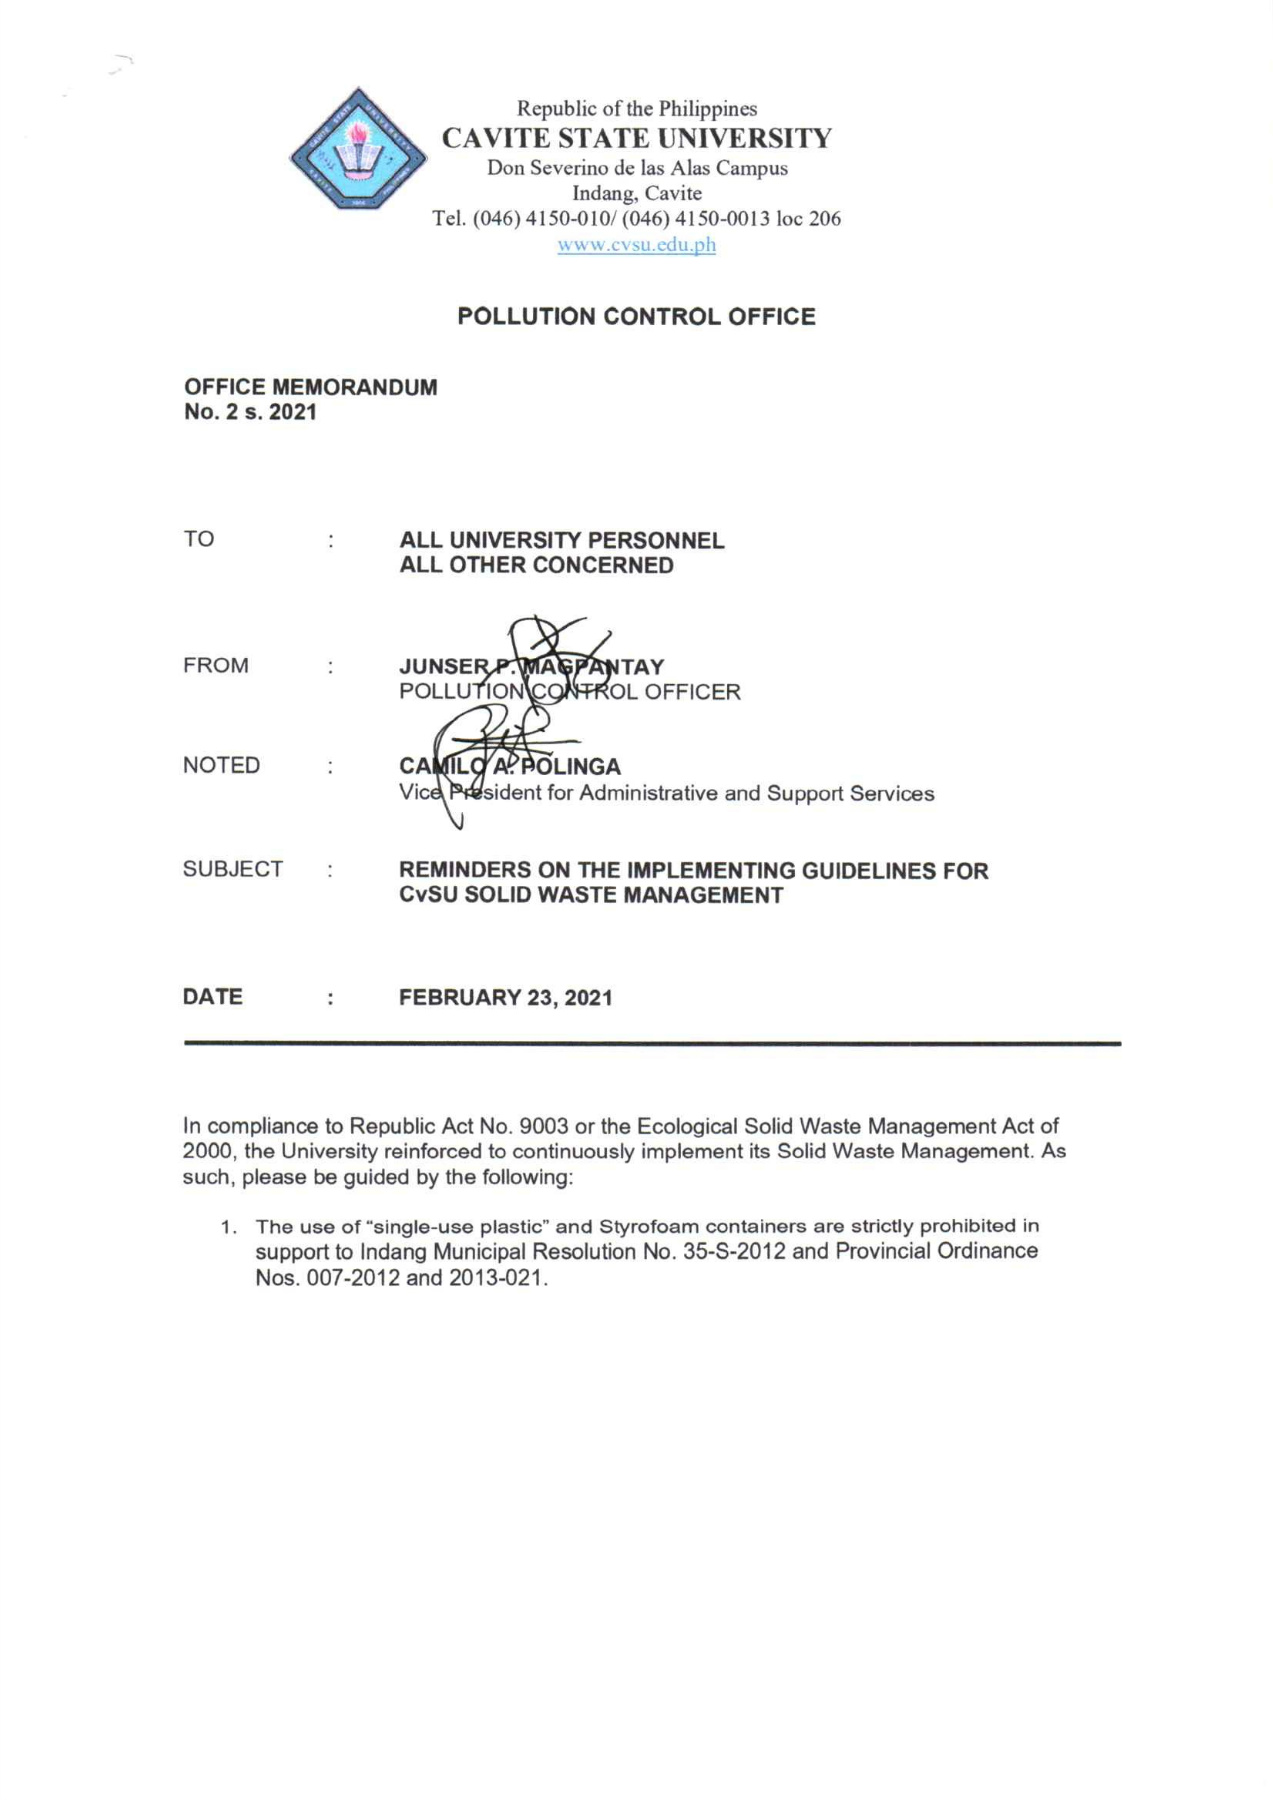 Republic of the Philippines
CAVITE STATE UNIVERSITY
Don Severino de las Alas Campus
Indang, Cavite
Tel. (046) 4150-010/ (046) 4150-0013 loc 206
www.cvsu.edu.ph
POLLUTION CONTROL OFFICE
OFFICE MEMORANDUM
No. 2 s. 2021
TO : ALL UNIVERSITY PERSONNEL
ALL OTHER CONCERNED
FROM : JUNSER P. MAGPANTAY
POLLUTION CONTROL OFFICER
NOTED : CAMILO A. POLINGA
Vice President for Administrative and Support Services
SUBJECT : REMINDERS ON THE IMPLEMENTING GUIDELINES FOR
CvSU SOLID WASTE MANAGEMENT
DATE : FEBRUARY 23, 2021
In compliance to Republic Act No. 9003 or the Ecological Solid Waste Management Act of
2000, the University reinforced to continuously implement its Solid Waste Management. As
such, please be guided by the following:
1. The use of “single-use plastic” and Styrofoam containers are strictly prohibited in
support to Indang Municipal Resolution No. 35-S-2012 and Provincial Ordinance
Nos. 007-2012 and 2013-021.